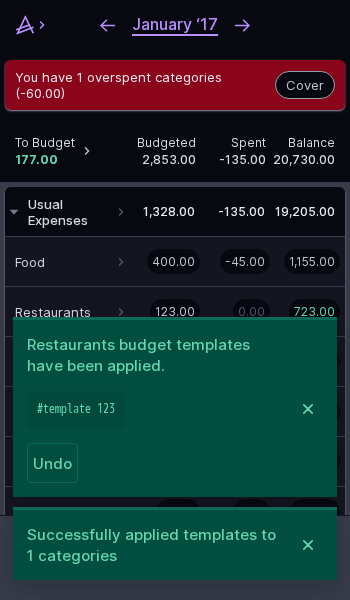 January ‘17
You have 1 overspent categories
(-60.00)
Cover
To Budget
177.00
Budgeted
2,853.00
Spent
-135.00
Balance
20,730.00
Usual
Expenses
1,328.00
-135.00
19,205.00
Food
400.00
-45.00
1,155.00
Restaurants
123.00
0.00
723.00
Restaurants budget templates
have been applied.
#template 123
Undo
Successfully applied templates to
1 categories